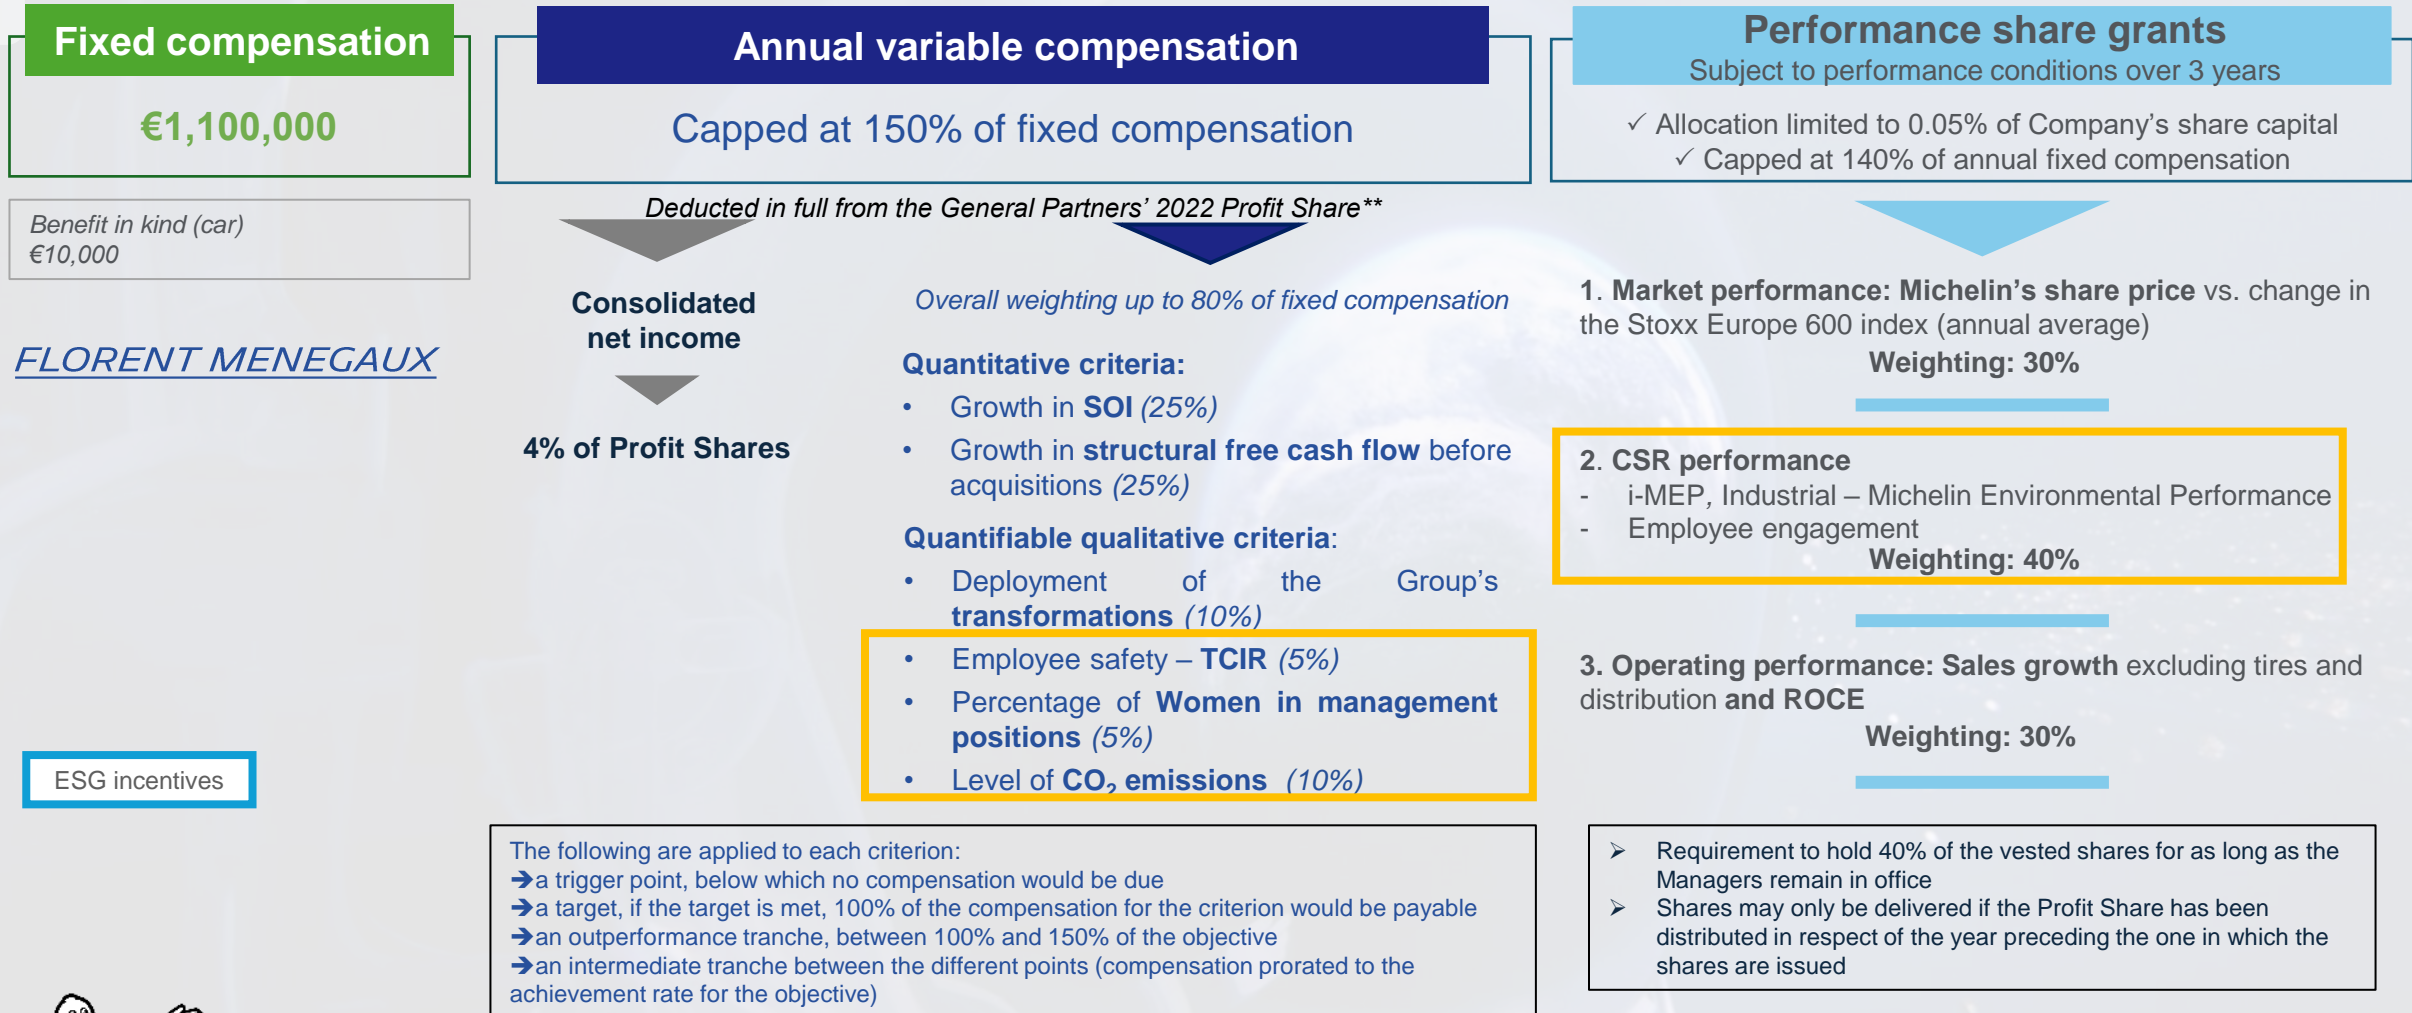 Fixed compensation
€1,100,000
Benefit in kind (car)
€10,000
FLORENT MENEGAUX
ESG incentives
Annual variable compensation
Capped at 150% of fixed compensation
Deducted in full from the General Partners’ 2022 Profit Share**
Consolidated
net income
4% of Profit Shares
Overall weighting up to 80% of fixed compensation
Quantitative criteria:
• Growth in SOI (25%)
• Growth in structural free cash flow before
acquisitions (25%)
Quantifiable qualitative criteria:
• Deployment of the Group’s
transformations (10%)
• Employee safety – TCIR (5%)
• Percentage of Women in management
positions (5%)
• Level of CO₂ emissions (10%)
The following are applied to each criterion:
➔a trigger point, below which no compensation would be due
➔a target, if the target is met, 100% of the compensation for the criterion would be payable
➔an outperformance tranche, between 100% and 150% of the objective
➔an intermediate tranche between the different points (compensation prorated to the
achievement rate for the objective)
Performance share grants
Subject to performance conditions over 3 years
✓ Allocation limited to 0.05% of Company’s share capital
✓ Capped at 140% of annual fixed compensation
1. Market performance: Michelin’s share price vs. change in
the Stoxx Europe 600 index (annual average)
Weighting: 30%
2. CSR performance
- i-MEP, Industrial – Michelin Environmental Performance
- Employee engagement
Weighting: 40%
3. Operating performance: Sales growth excluding tires and
distribution and ROCE
Weighting: 30%
➢ Requirement to hold 40% of the vested shares for as long as the
Managers remain in office
➢ Shares may only be delivered if the Profit Share has been
distributed in respect of the year preceding the one in which the
shares are issued